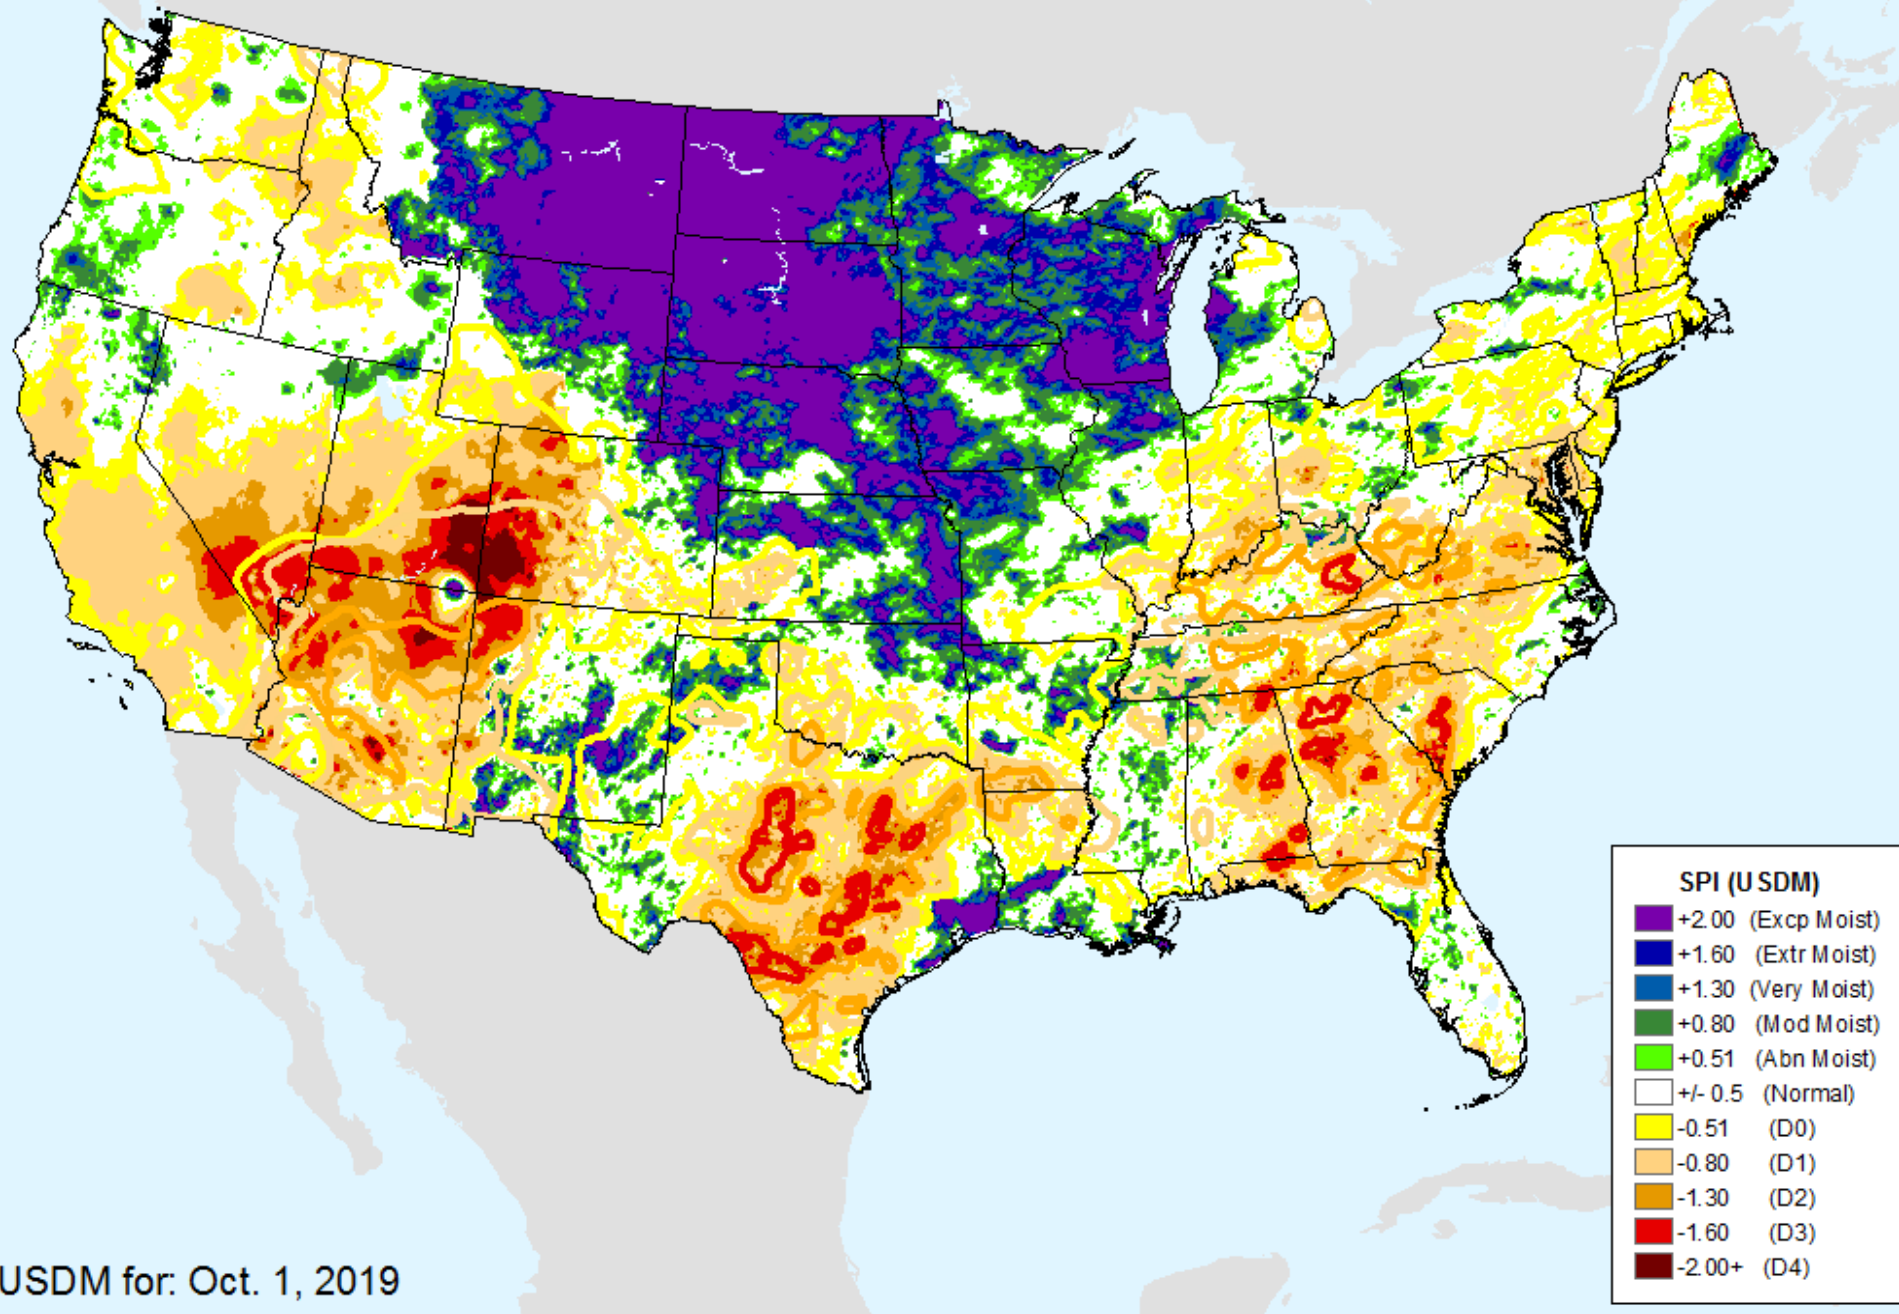 SPI (USDM)
+2.00 (Excp Moist)
+1.60 (Extr Moist)
+1.30 (Very Moist)
+0.80 (Mod Moist)
+0.51 (Abn Moist)
+/- 0.5 (Normal)
-0.51 (D0)
-0.80 (D1)
-1.30 (D2)
-1.60 (D3)
-2.00+ (D4)
USDM for: Oct. 1, 2019